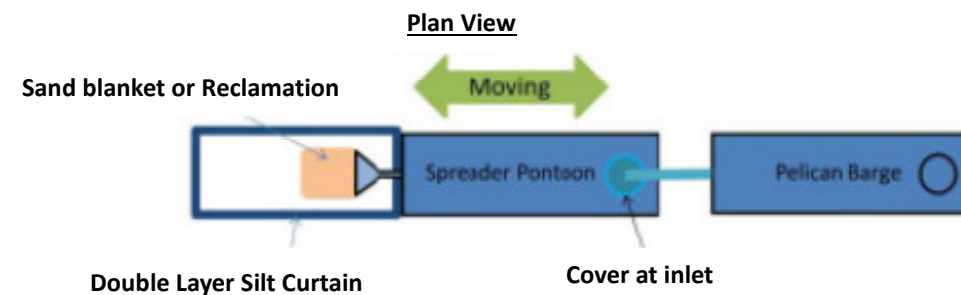 Plan View
Sand blanket or Reclamation
Moving
Spreader Pontoon
Pelican Barge
Double Layer Silt Curtain
Cover at inlet